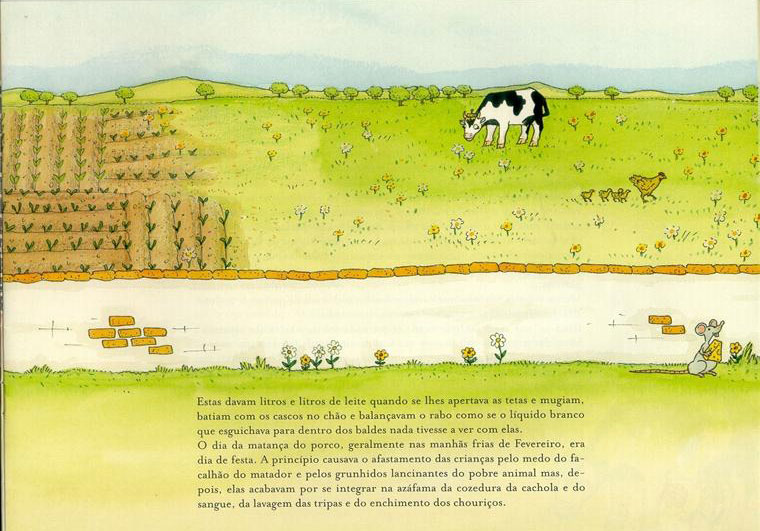 Estas davam litros e litros de leite quando se lhes apertava as tetas e mugiam,
batiam com os cascos no chão e balançavam o rabo como se o líquido branco
que esguichava para dentro dos baldes nada tivesse a ver com elas.
O dia da matança do porco, geralmente nas manhãs frias de Fevereiro, era
dia de festa. A princípio causava o afastamento das crianças pelo medo do fa-
calhão do matador e pelos grunhidos lancinantes do pobre animal mas, de-
pois, elas acabavam por se integrar na azáfama da cozedura da cachola e do
sangue, da lavagem das tripas e do enchimento dos chouriços.